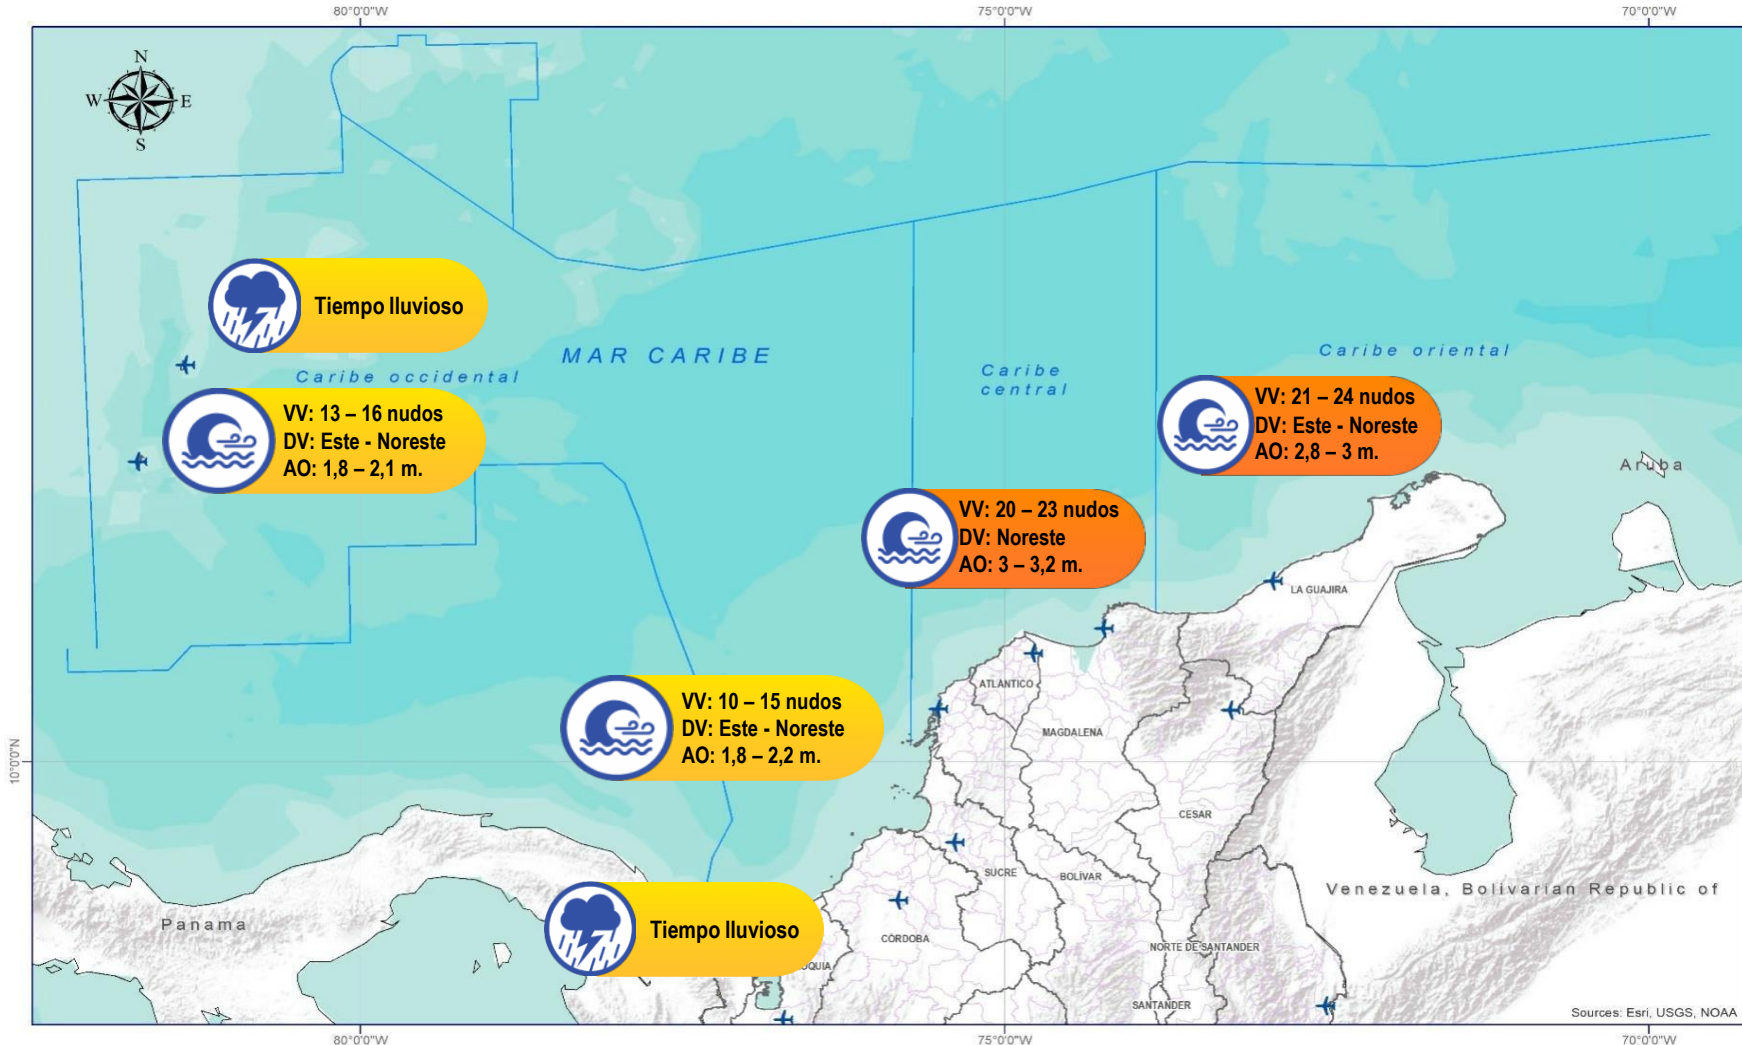 80°0'0"W
75°0'0"W
70°0'0"W
N
W
E
S
Tiempo lluvioso
MAR CARIBE
Caribe occidental
Caribe
central
Caribe oriental
VV: 13 – 16 nudos
DV: Este - Noreste
AO: 1,8 – 2,1 m.
VV: 21 – 24 nudos
DV: Este - Noreste
AO: 2,8 – 3 m.
Aruba
VV: 20 – 23 nudos
DV: Noreste
AO: 3 – 3,2 m.
LA GUAJIRA
ATLÁNTICO
VV: 10 – 15 nudos
DV: Este - Noreste
AO: 1,8 – 2,2 m.
MAGDALENA
10°0'0"N
CESAR
SUCRE
BOLÍVAR
Venezuela, Bolivarian Republic of
Panama
Tiempo lluvioso
CÓRDOBA
NORTE DE SANTANDER
OQUIA
SANTANDER
Sources: Esri, USGS, NOAA
80°0'0"W
75°0'0"W
70°0'0"W